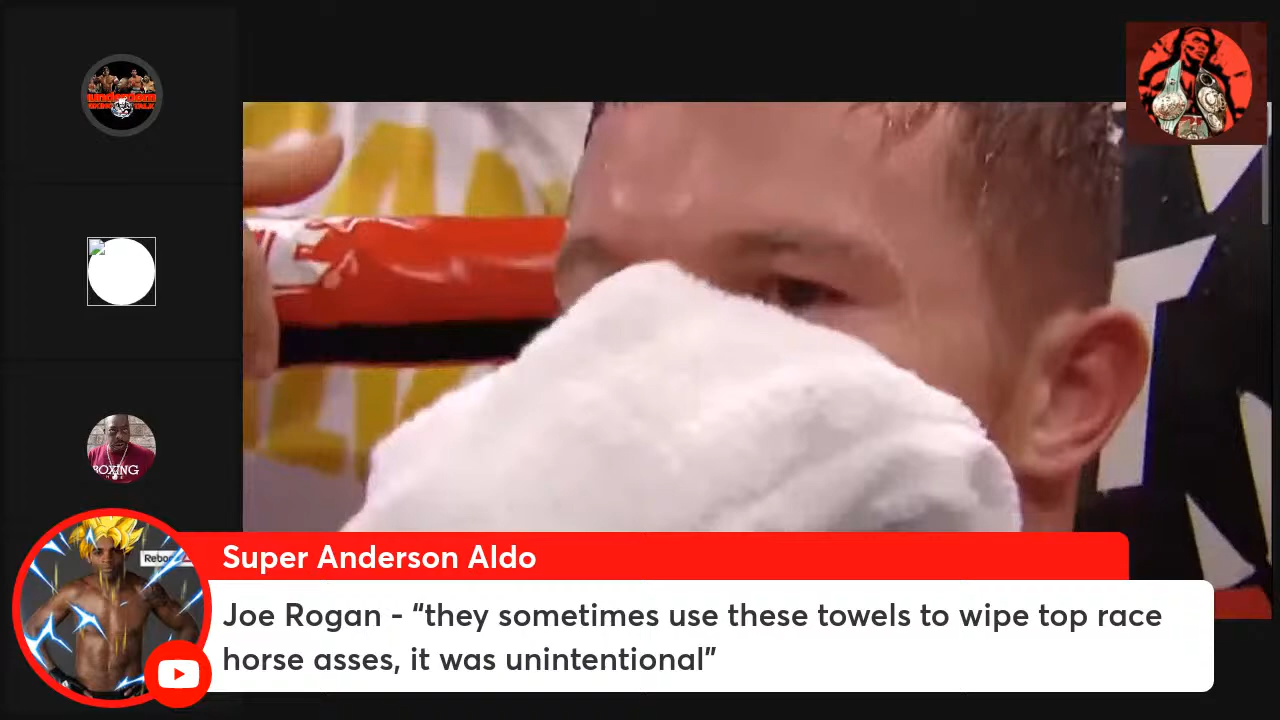 BOXING
Reebo
Super Anderson Aldo
Joe Rogan - “they sometimes use these towels to wipe top race
horse asses, it was unintentional”